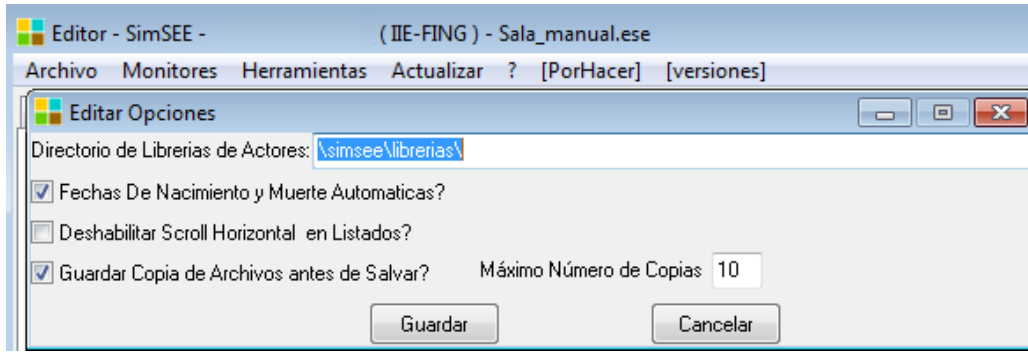 Editor - SimSEE - ( IIE-FING ) - Sala_manual.ese
Archivo Monitores Herramientas Actualizar ? [PorHacer] [versiones]
Editar Opciones
Directorio de Librerias de Actores: \simsee\librerias\
Fechas De Nacimiento y Muerte Automaticas?
Deshabilitar Scroll Horizontal en Listados?
Guardar Copia de Archivos antes de Salvar? Máximo Número de Copias 10
Guardar Cancelar